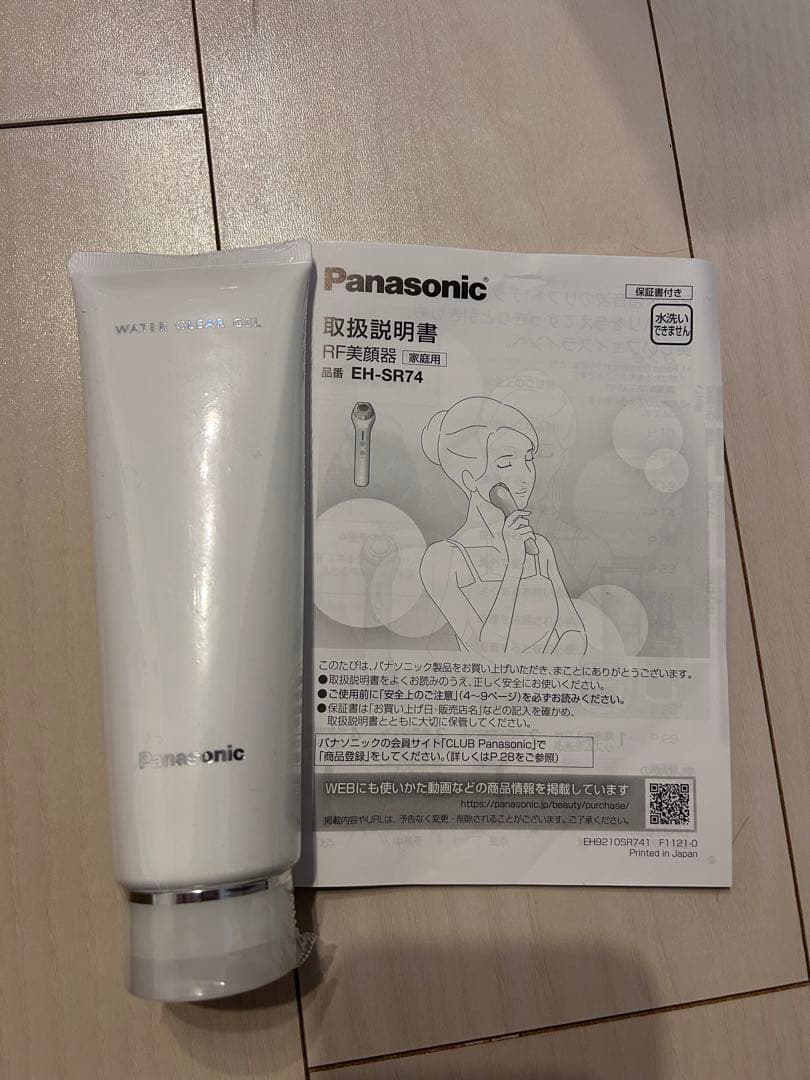 WATER CLEAR GEL
Panasonic
Panasonic®
保証書付き
取扱説明書
水洗い
できません
RF美顔器 家庭用
品番 EH-SR74
このたびは、パナソニック製品をお買い上げいただき、まことにありがとうございます。
●取扱説明書をよくお読みのうえ、正しく安全にお使いください。
●ご使用前に「安全上のご注意」(4~9ページ)を必ずお読みください。
●保証書は「お買い上げ日・販売店名」などの記入を確かめ、
取扱説明書とともに大切に保管してください。
パナソニックの会員サイト「CLUB Panasonic」で
「商品登録」をしてください。(詳しくはP.28をご参照)
WEBにも使いかた動画などの商品情報を掲載しています
https://panasonic.jp/beauty/purchase/
掲載内容やURLは、予告なく変更・削除されることがございます。ご了承ください。
EH9210SR741 F1121-0
Printed in Japan